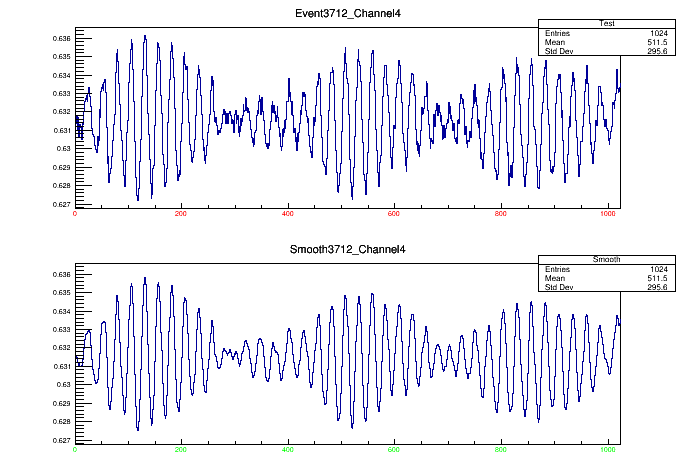 Event3712_Channel4
Test
Entries 1024
Mean 511.5
Std Dev 295.6
0.636
0.635
0.634
0.633
0.632
0.631
0.63
0.629
0.628
0.627
0 200 400 600 800 1000
Smooth3712_Channel4
Smooth
Entries 1024
Mean 511.5
Std Dev 295.6
0.636
0.635
0.634
0.633
0.632
0.631
0.63
0.629
0.628
0.627
0 200 400 600 800 1000